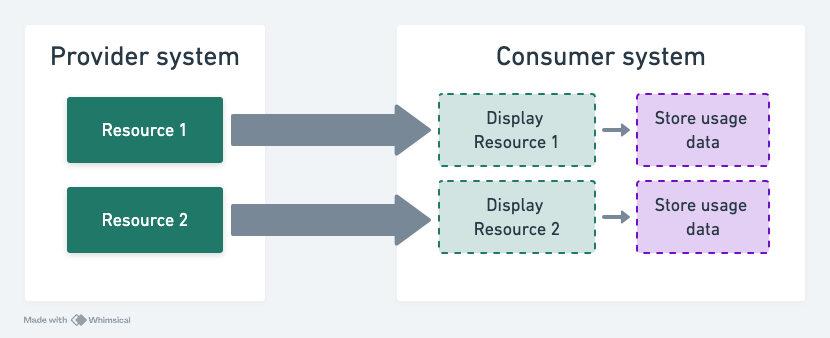 Provider system
Consumer system
Resource 1
Display
Resource 1
Store usage
data
Resource 2
Display
Resource 2
Store usage
data
Made with Whimsical